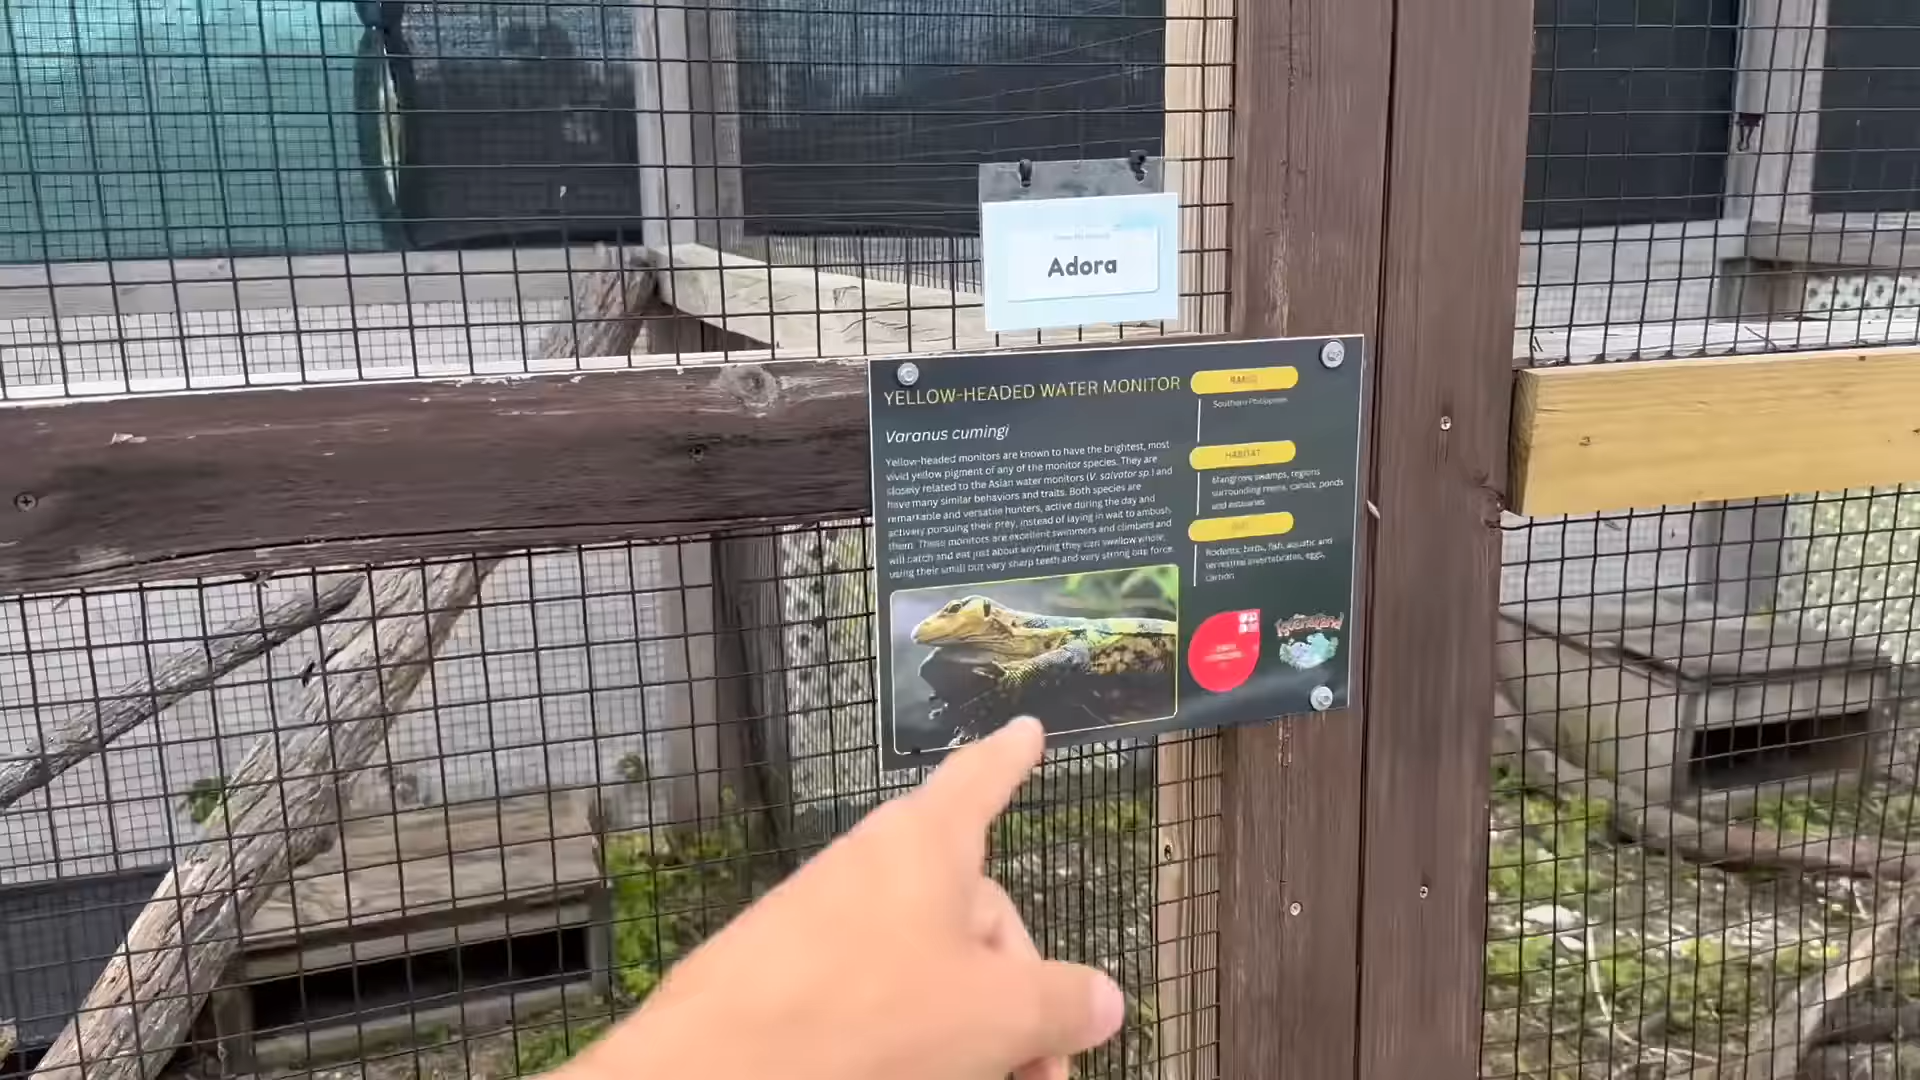 Adora
YELLOW-HEADED WATER MONITOR
Varanus cumingi
Yellow-headed monitors are known to have the brightest, most
vivid yellow pigment of any of the monitor species. They are
closely related to the Asian water monitors (V. salvator sp.) and
have many similar behaviors and traits. Both species are
remarkable and versatile hunters, active during the day and
actively pursuing their prey, instead of laying in wait to ambush
them. These monitors are excellent swimmers and climbers and
will catch and eat just about anything they can swallow whole,
using their small but very sharp teeth and very strong bite force.
RANGE
Southern Philippines
HABITAT
Mangrove swamps, regions
surrounding rivers, canals, ponds
and estuaries
Rodents, birds, fish, aquatic and
terrestrial invertebrates, eggs,
carrion
Iguanaland